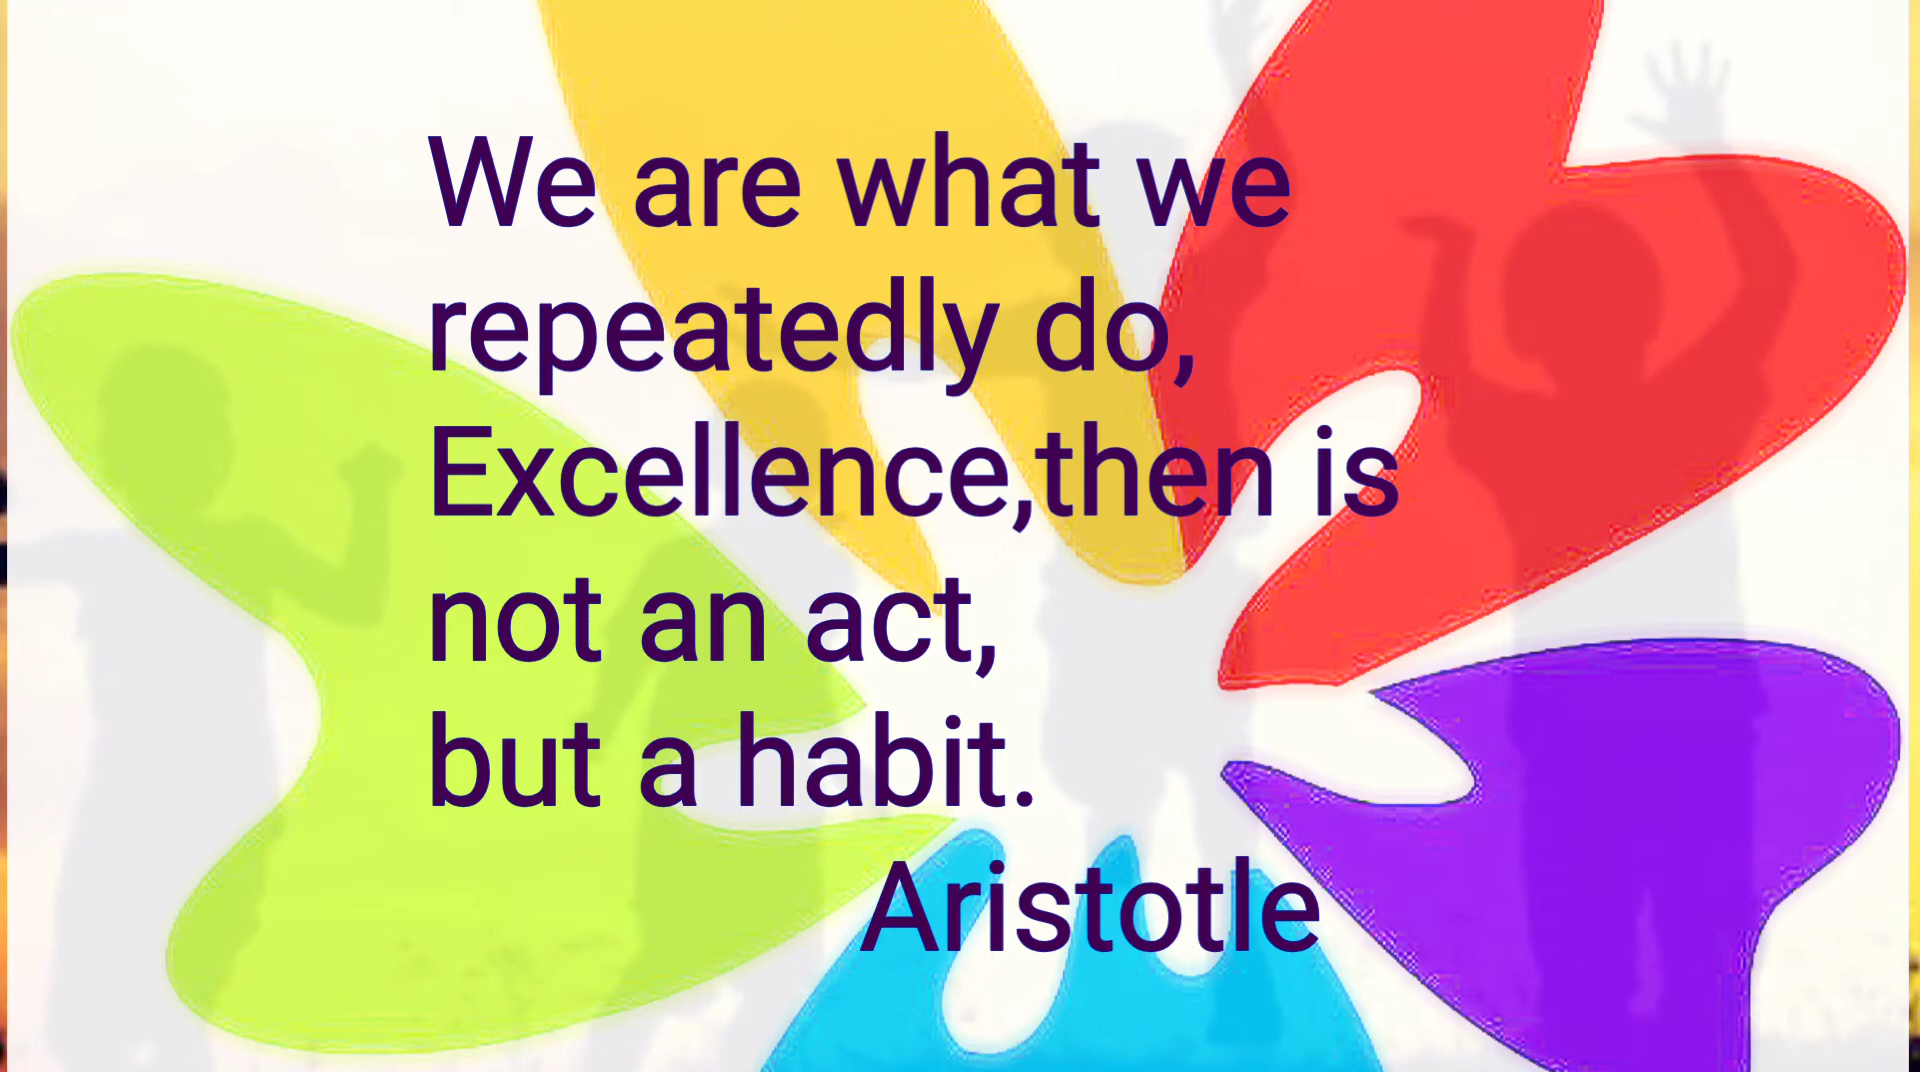 We are what we
repeatedly do,
Excellence,then is
not an act,
but a habit.
Aristotle